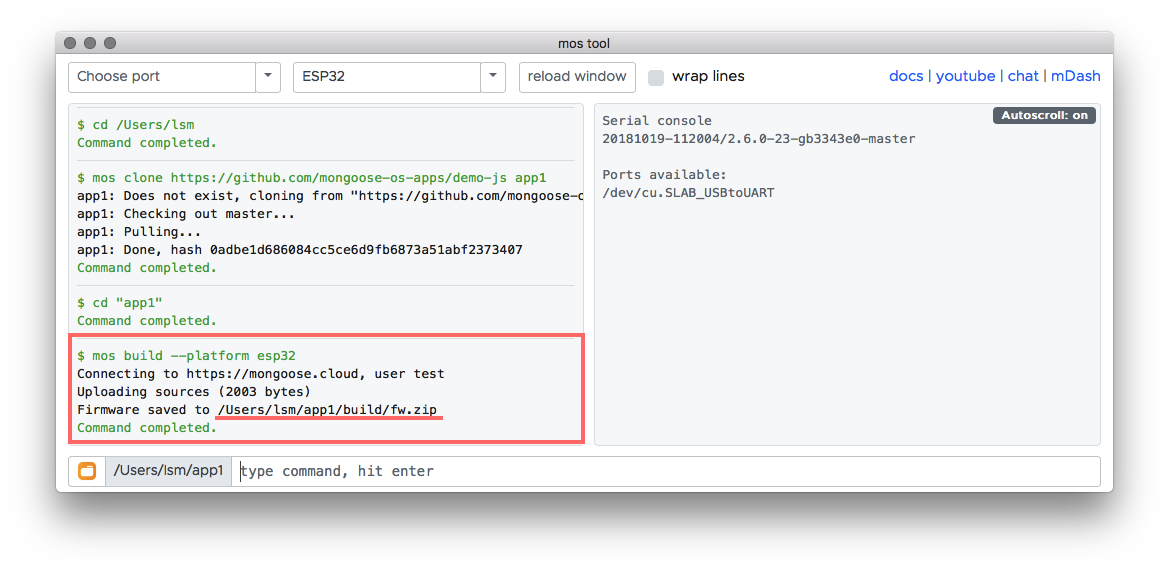 mos tool
Choose port
ESP32
reload window
wrap lines
docs | youtube | chat | mDash
$ cd /Users/lsm
Command completed.
$ mos clone https://github.com/mongoose-os-apps/demo-js app1
app1: Does not exist, cloning from "https://github.com/mongoose-o
app1: Checking out master...
app1: Pulling...
app1: Done, hash 0adbe1d686084cc5ce6d9fb6873a51abf2373407
Command completed.
$ cd "app1"
Command completed.
$ mos build --platform esp32
Connecting to https://mongoose.cloud, user test
Uploading sources (2003 bytes)
Firmware saved to /Users/lsm/app1/build/fw.zip
Command completed.
Autoscroll: on
Serial console
20181019-112004/2.6.0-23-gb3343e0-master
Ports available:
/dev/cu.SLAB_USBtoUART
/Users/lsm/app1
type command, hit enter